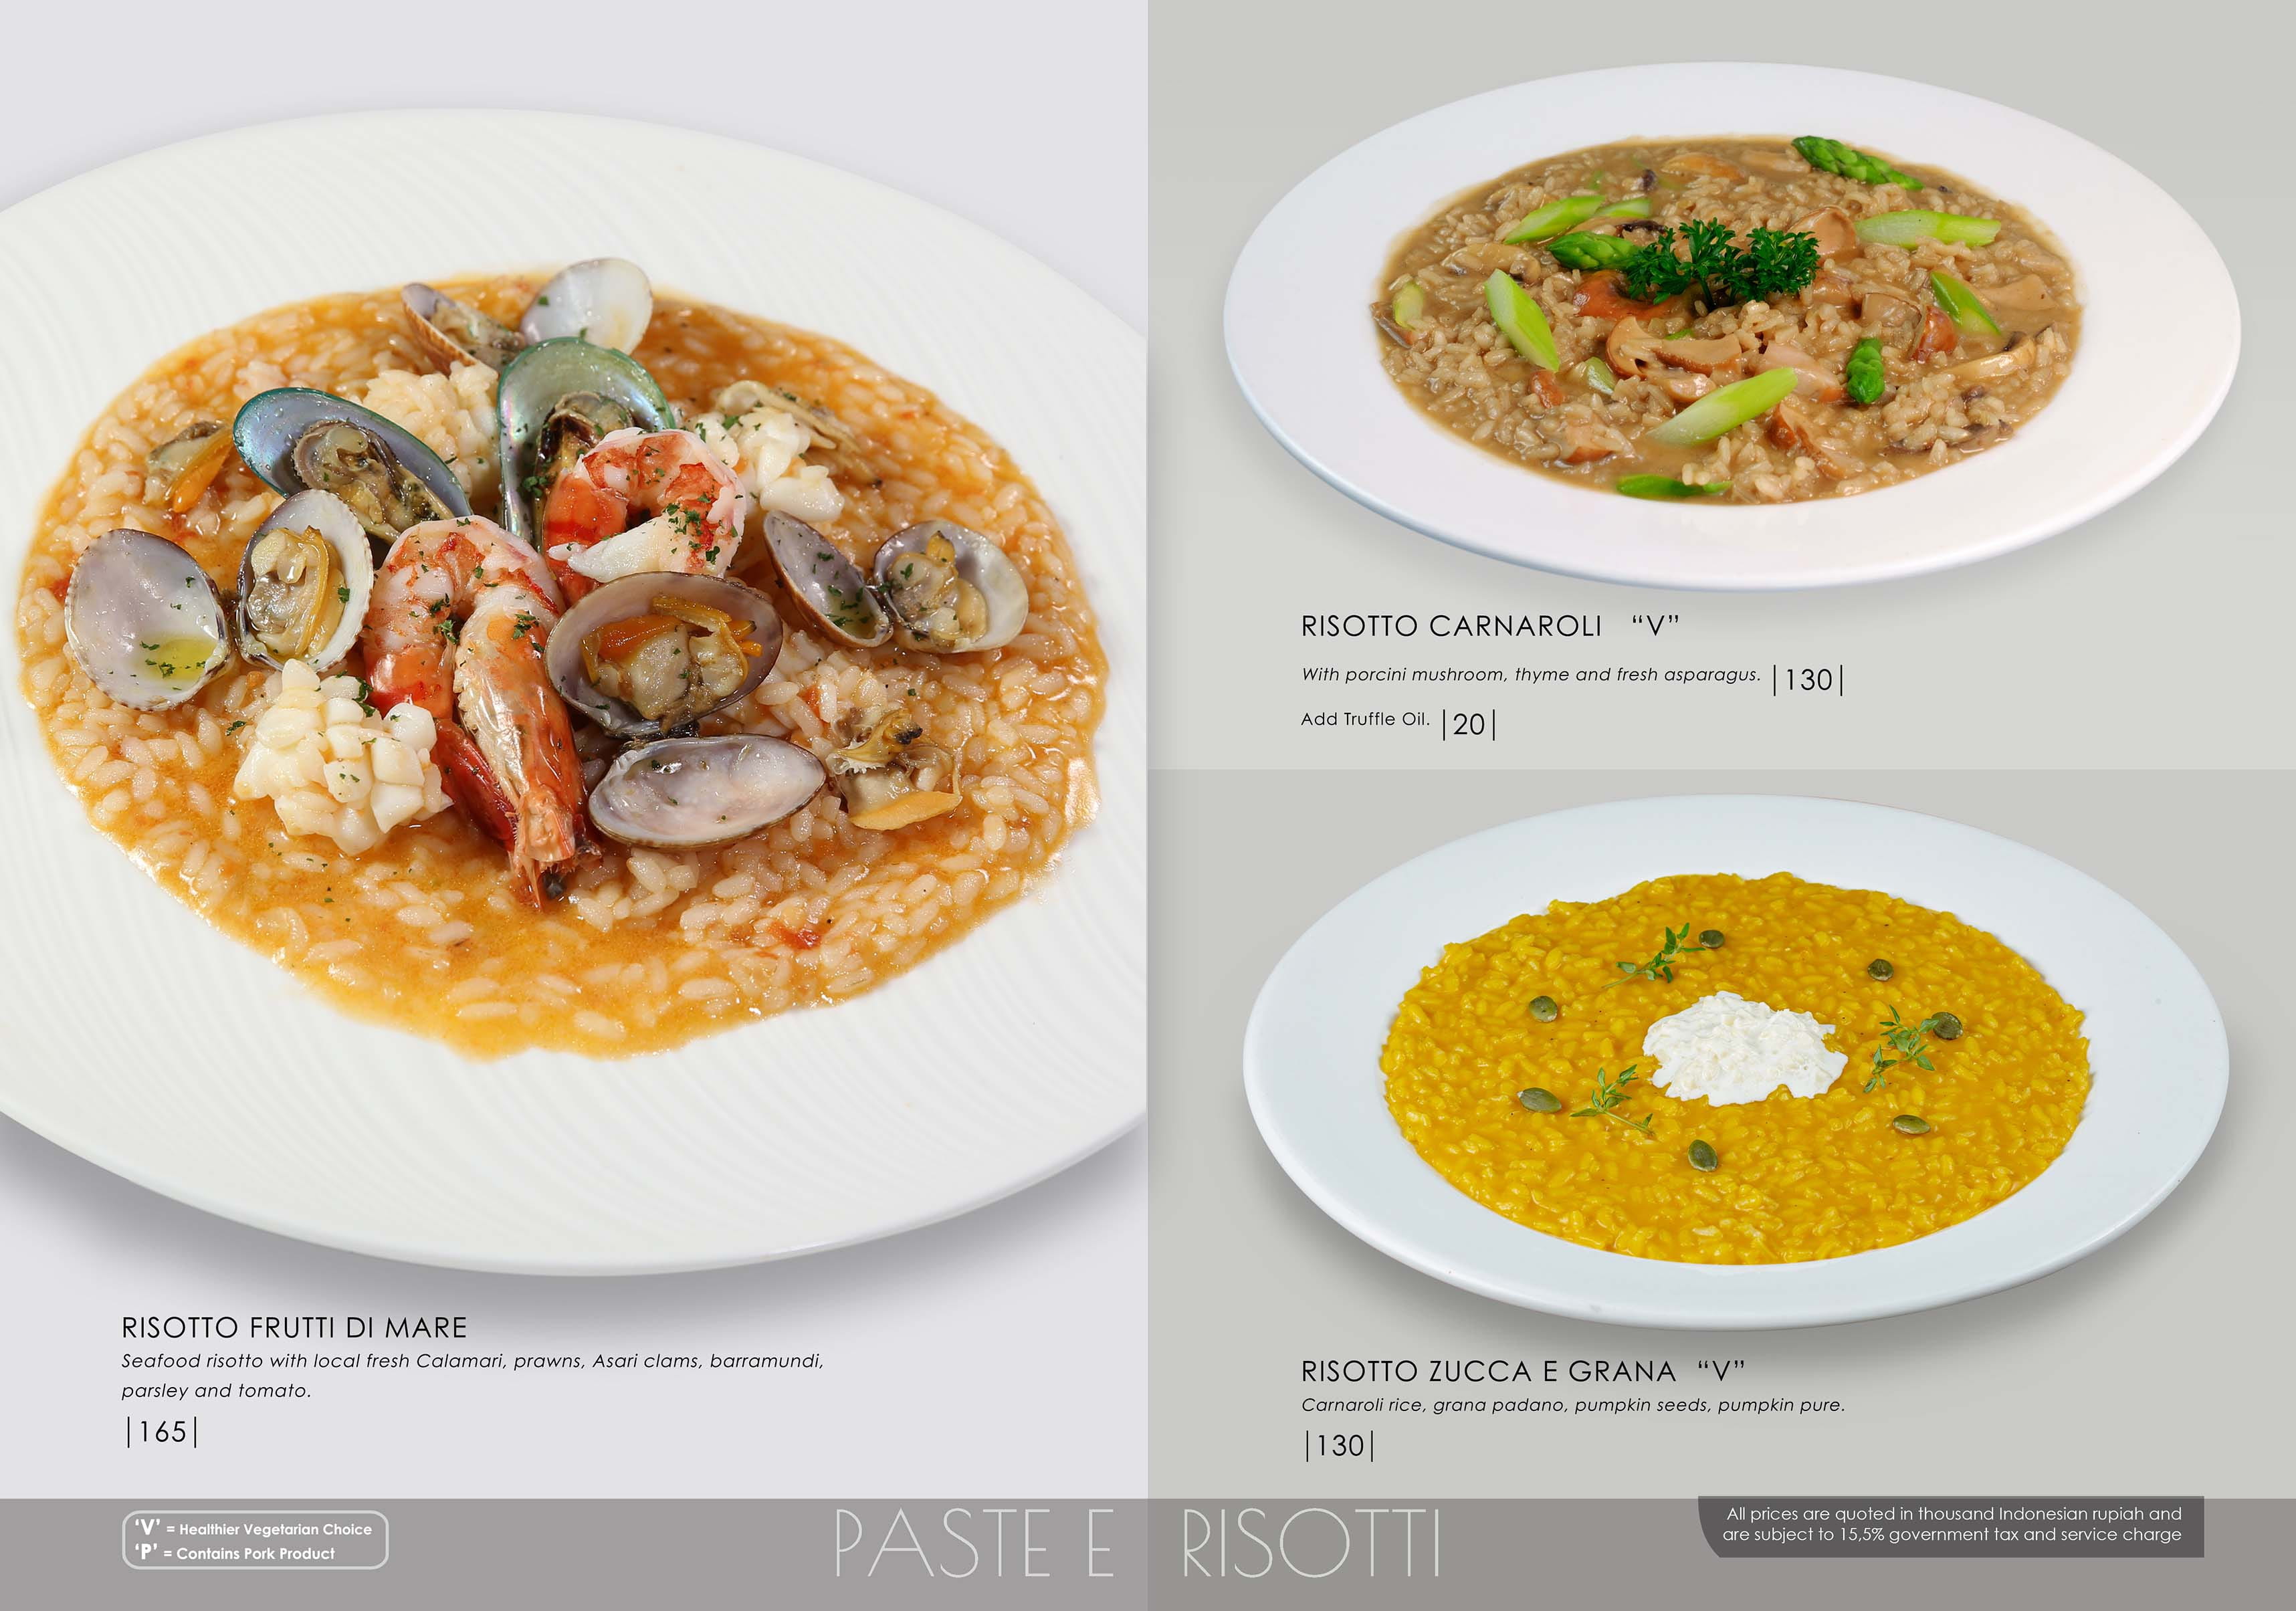 RISOTTO FRUTTI DI MARE
Seafood risotto with local fresh Calamari, prawns, Asari clams, barramundi,
parsley and tomato.
|165|
RISOTTO CARNAROLI “V”
With porcini mushroom, thyme and fresh asparagus. |130|
Add Truffle Oil. |20|
RISOTTO ZUCCA E GRANA “V”
Carnaroli rice, grana padano, pumpkin seeds, pumpkin pure.
|130|
‘V’ = Healthier Vegetarian Choice
‘P’ = Contains Pork Product
PASTE E RISOTTI
All prices are quoted in thousand Indonesian rupiah and
are subject to 15,5% government tax and service charge